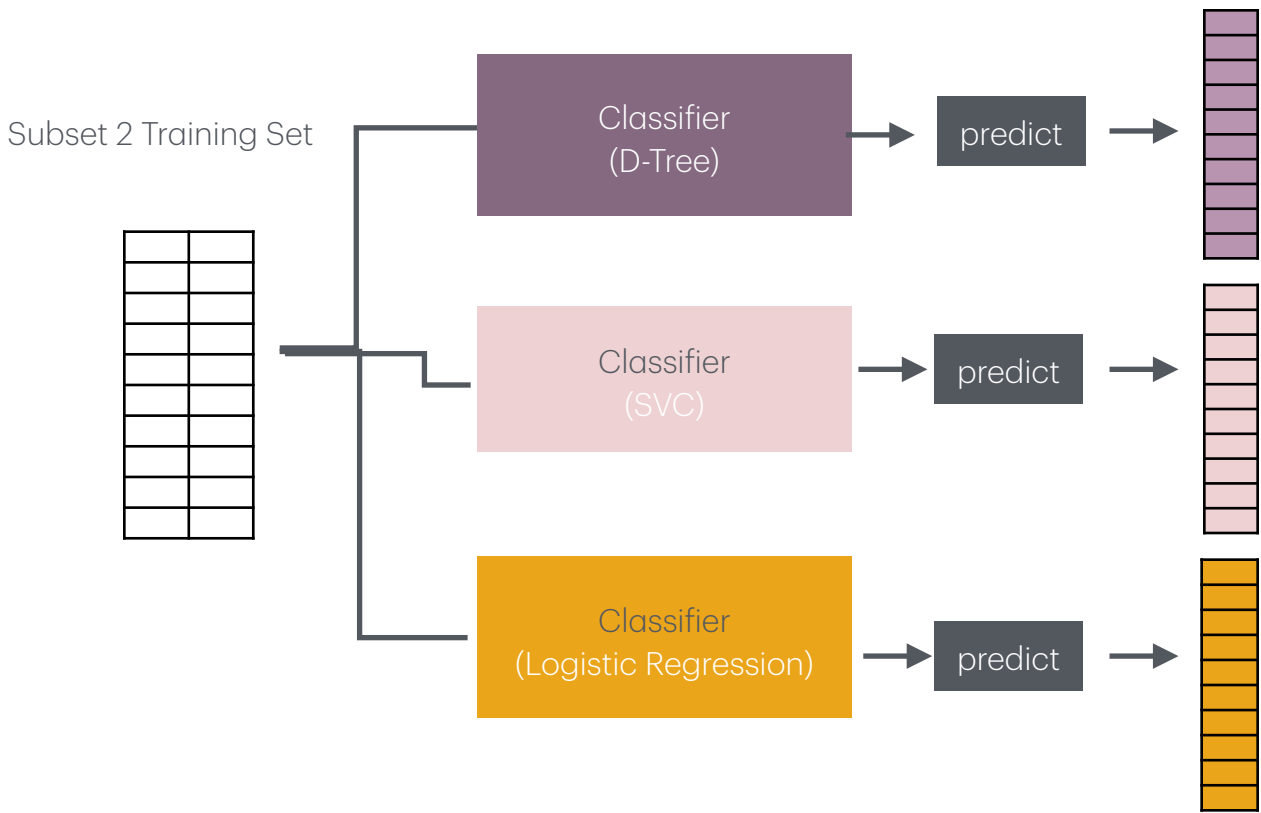 Subset 2 Training Set
Classifier
(D-Tree)
predict
Classifier
(SVC)
predict
Classifier
(Logistic Regression)
predict